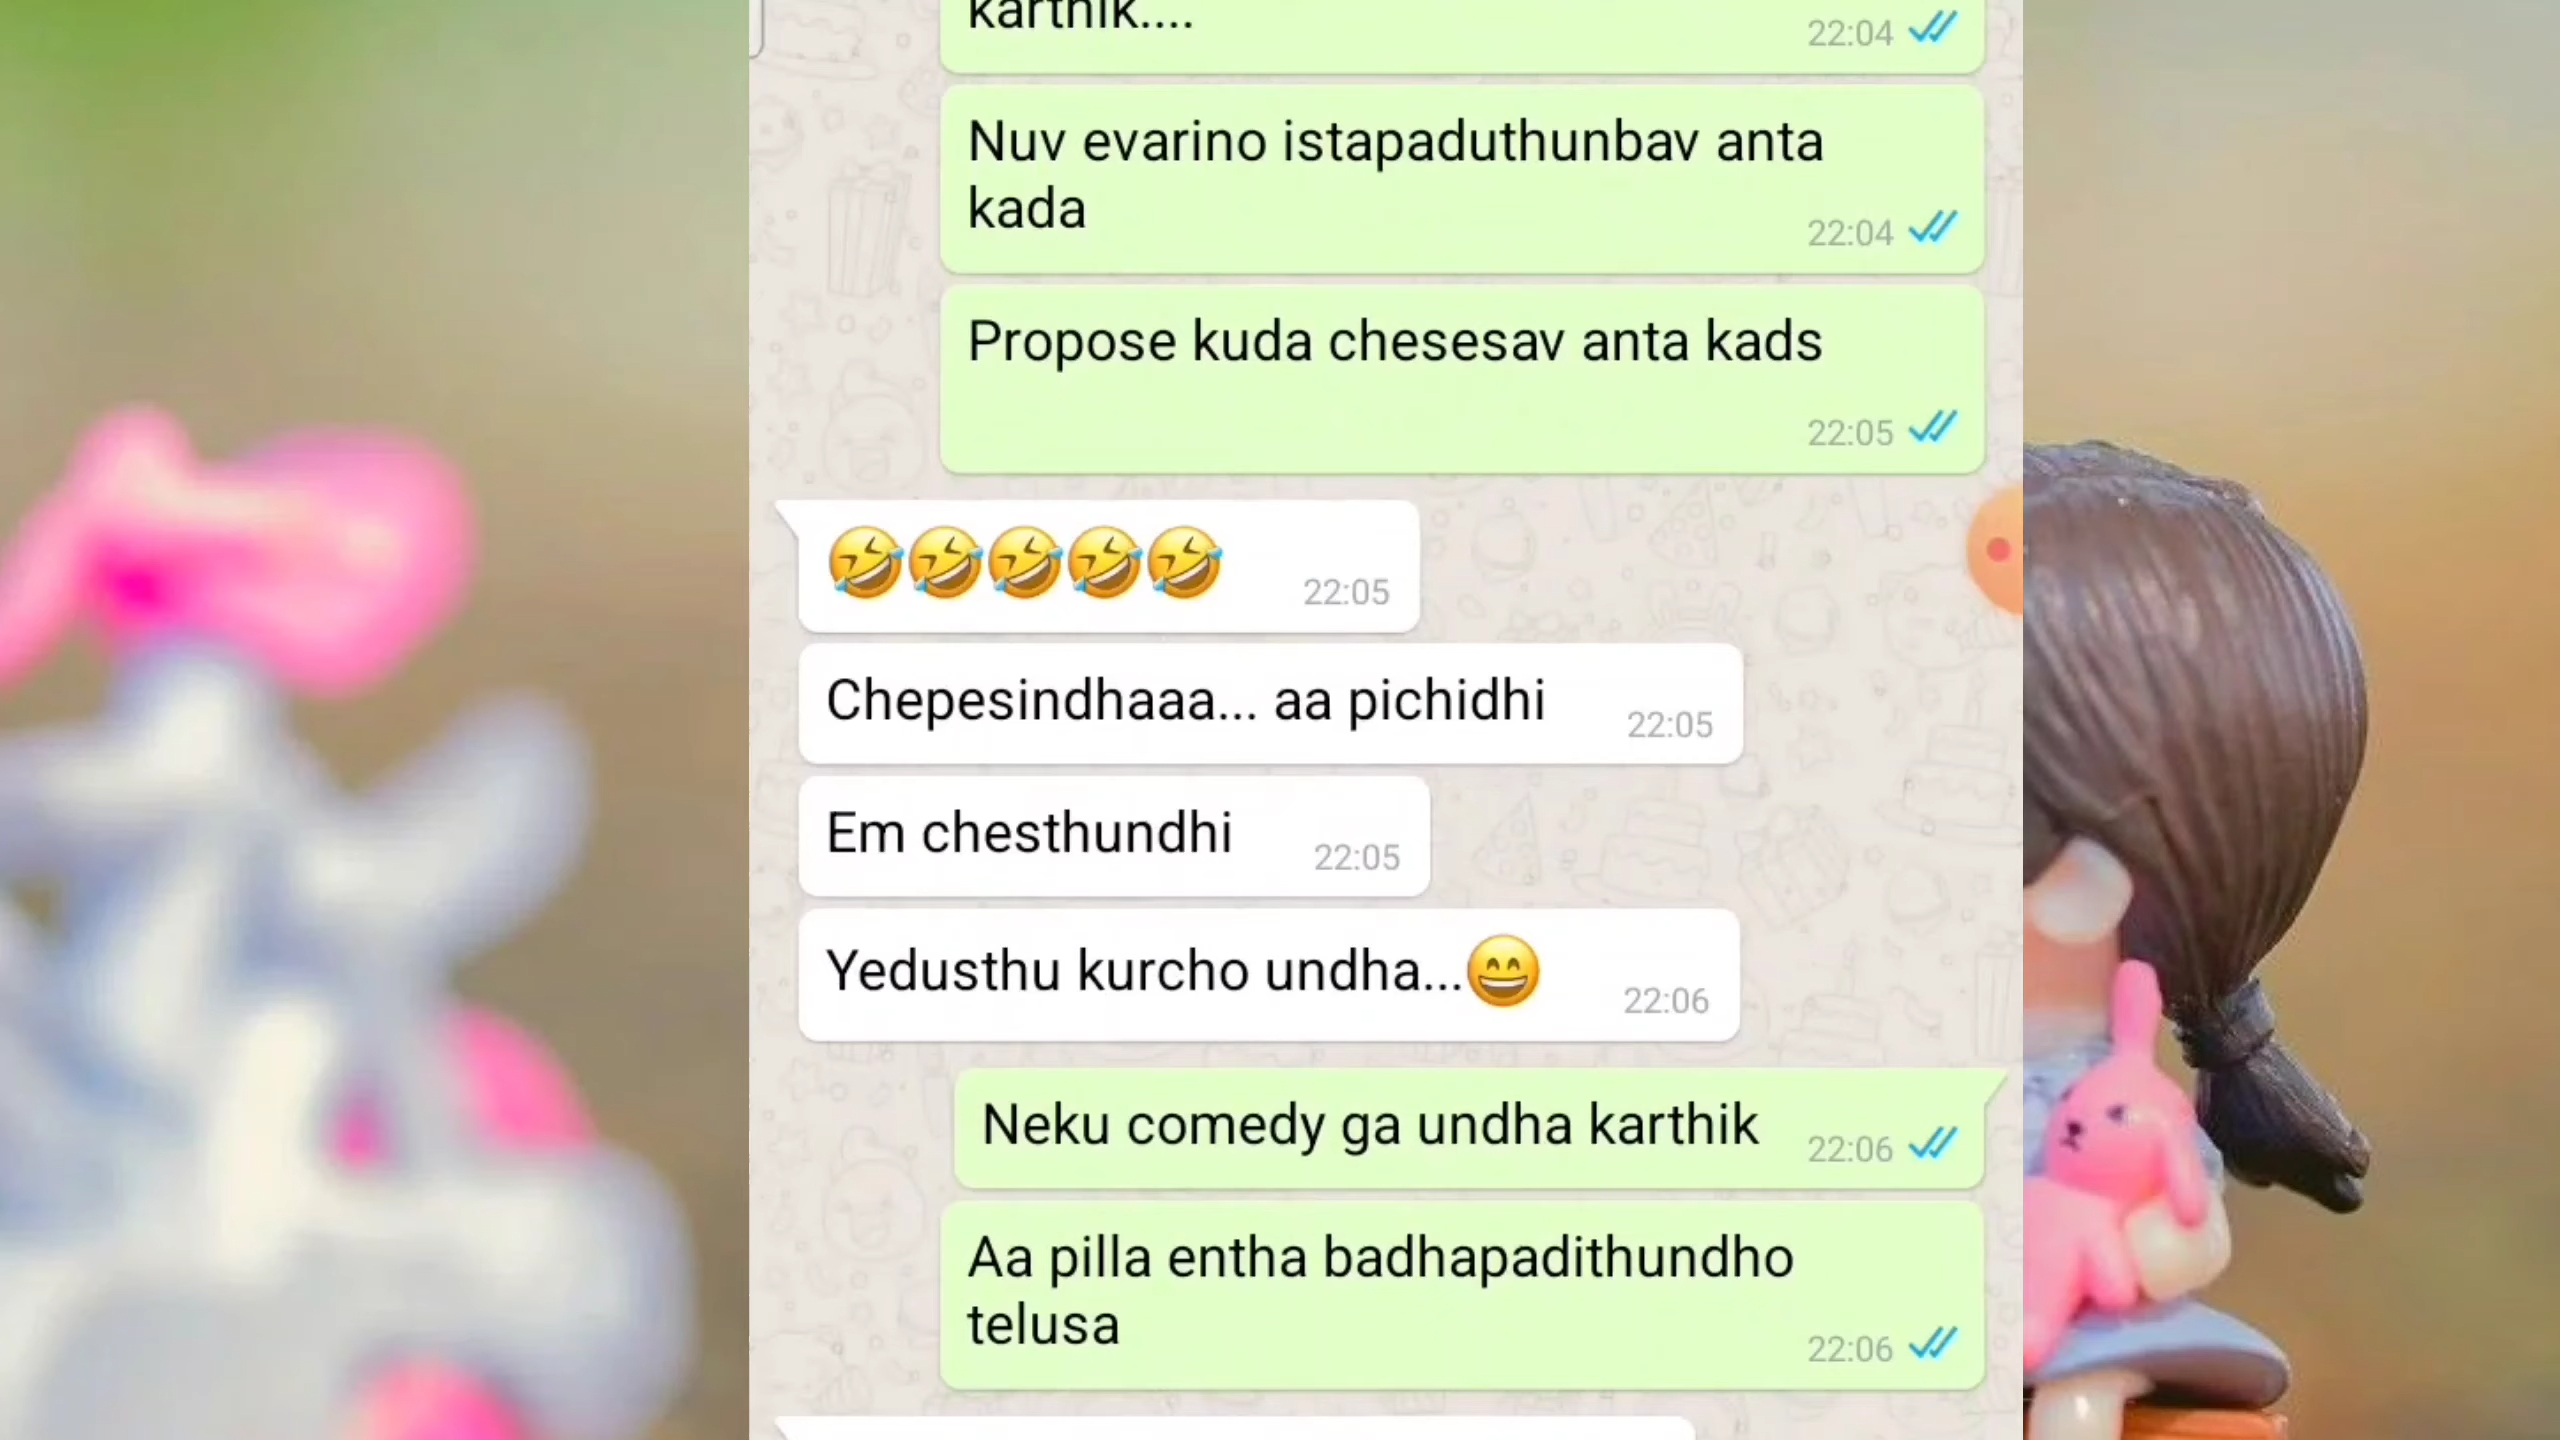 karthik....
22:04
Nuv evarino istapaduthunbav anta
kada
22:04
Propose kuda chesesav anta kads
22:05
🤣🤣🤣🤣🤣
22:05
Chepesindhaaa... aa pichidhi
22:05
Em chesthundhi
22:05
Yedusthu kurcho undha...😄
22:06
Neku comedy ga undha karthik
22:06
Aa pilla entha badhapadithundho
telusa
22:06